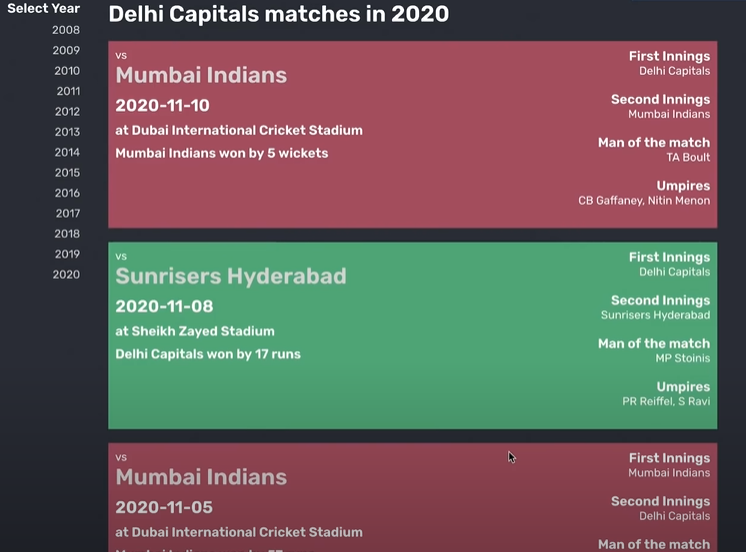 Select Year
2008
2009
2010
2011
2012
2013
2014
2015
2016
2017
2018
2019
2020
Delhi Capitals matches in 2020
vs
Mumbai Indians
2020-11-10
at Dubai International Cricket Stadium
Mumbai Indians won by 5 wickets
First Innings
Delhi Capitals
Second Innings
Mumbai Indians
Man of the match
TA Boult
Umpires
CB Gaffaney, Nitin Menon
vs
Sunrisers Hyderabad
2020-11-08
at Sheikh Zayed Stadium
Delhi Capitals won by 17 runs
First Innings
Delhi Capitals
Second Innings
Sunrisers Hyderabad
Man of the match
MP Stoinis
Umpires
PR Reiffel, S Ravi
vs
Mumbai Indians
2020-11-05
at Dubai International Cricket Stadium
First Innings
Mumbai Indians
Second Innings
Delhi Capitals
Man of the match